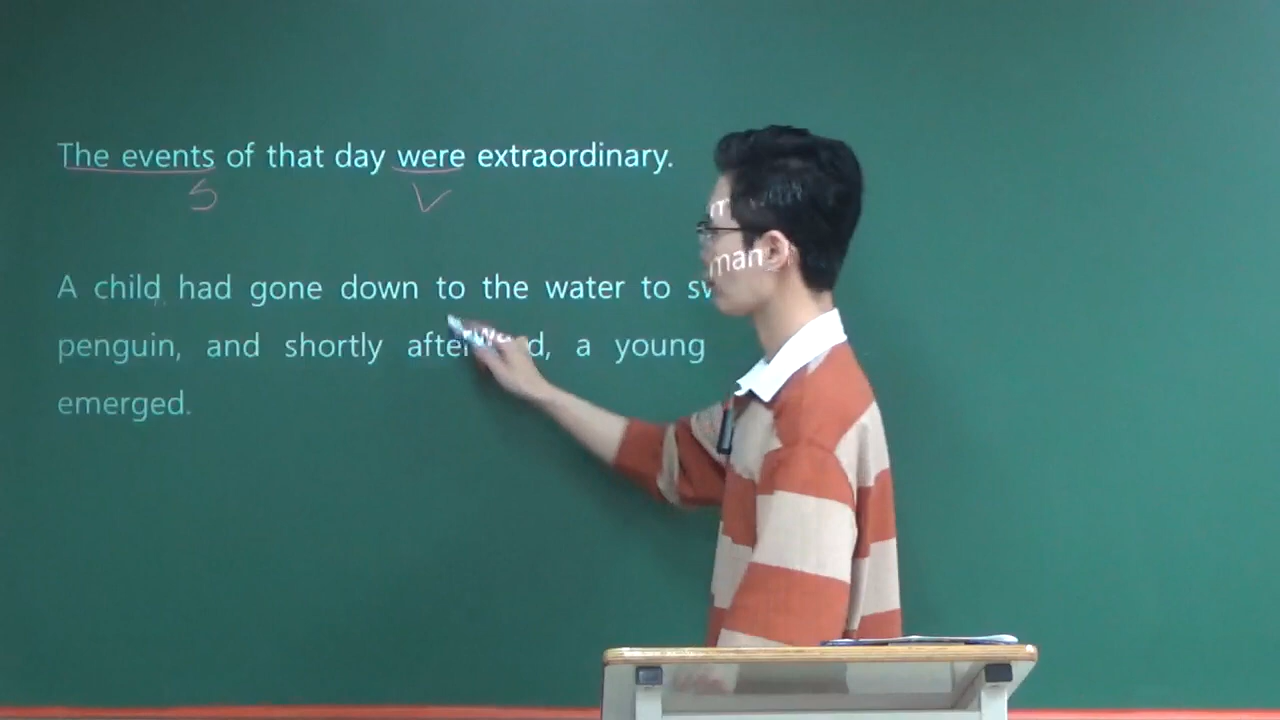 The events of that day were extraordinary.
S V
A child had gone down to the water to
penguin, and shortly afterward, a young man
emerged.